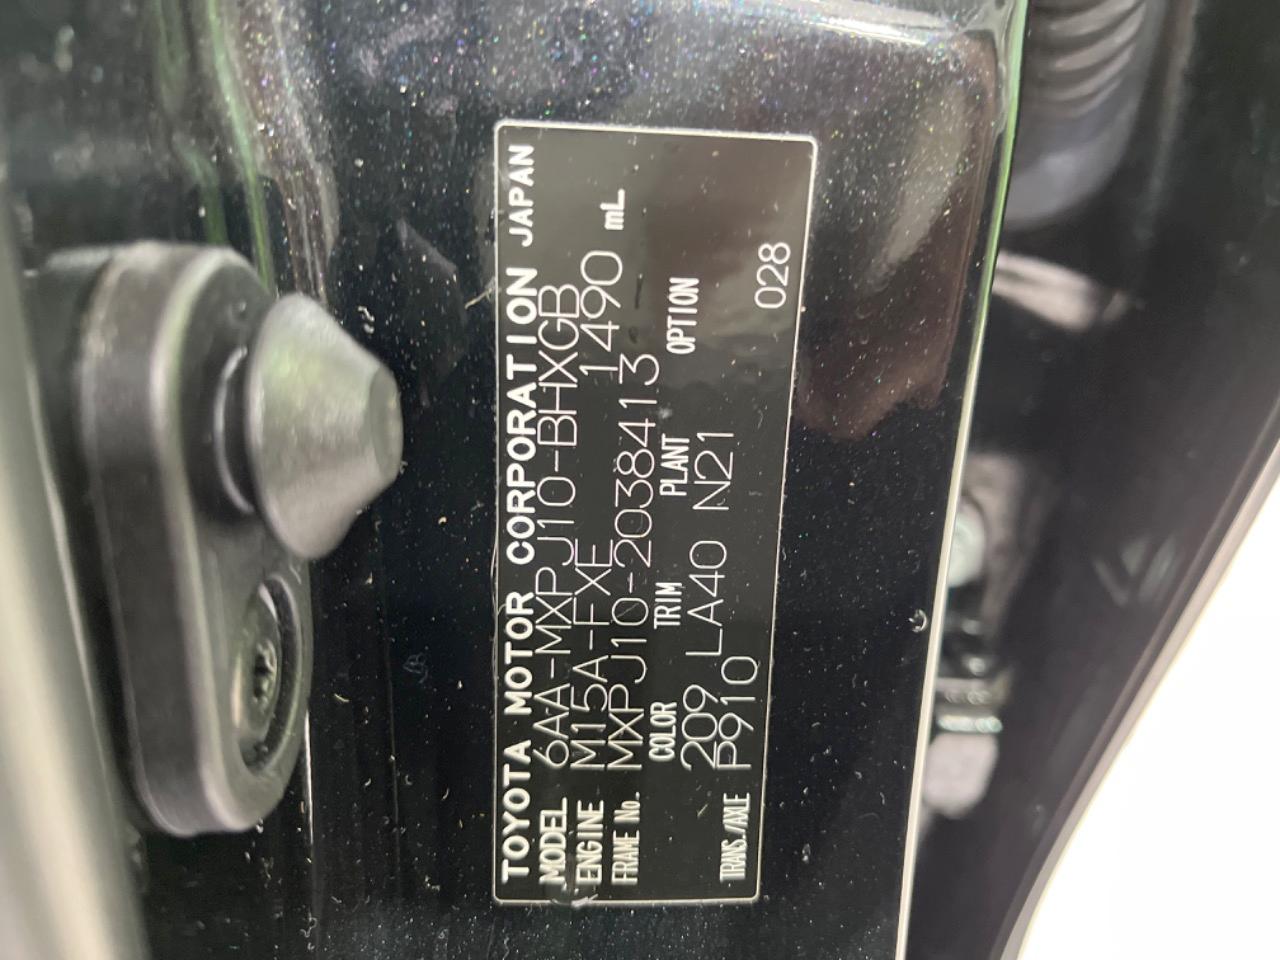 TOYOTA MOTOR CORPORATION JAPAN
MODEL 6AA-MXPJ10-BHXGB
ENGINE M15A-FXE 1490 mL
FRAME No. MXPJ10-2038413
COLOR TRIM PLANT OPTION
209 LA40 N21
TRANS./AXLE P910
028